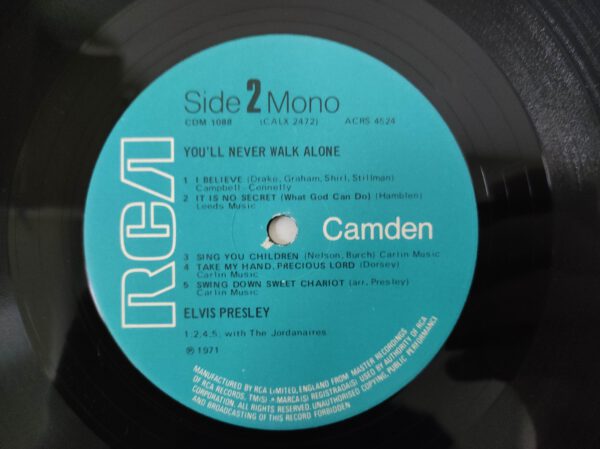 Side 2 Mono
CDM 1088 (CALX 2472) ACRS 4524
YOU'LL NEVER WALK ALONE
1 I BELIEVE (Drake, Graham, Shirl, Stillman)
Campbell-Connelly
2 IT IS NO SECRET (What God Can Do) (Hamblen)
Leeds Music
RCA
Camden
3 SING YOU CHILDREN (Nelson, Burch) Carlin Music
4 TAKE MY HAND, PRECIOUS LORD (Dorsey)
Carlin Music
5 SWING DOWN SWEET CHARIOT (arr. Presley)
Carlin Music
ELVIS PRESLEY
1,2,4,5, with The Jordanaires
℗ 1971
MANUFACTURED BY RCA LIMITED, ENGLAND FROM MASTER RECORDINGS
OF RCA RECORDS. TM(S) • MARCA(S) REGISTRADA(S) USED BY AUTHORITY OF RCA
CORPORATION. ALL RIGHTS RESERVED. UNAUTHORISED COPYING, PUBLIC PERFORMANCE
AND BROADCASTING OF THIS RECORD FORBIDDEN